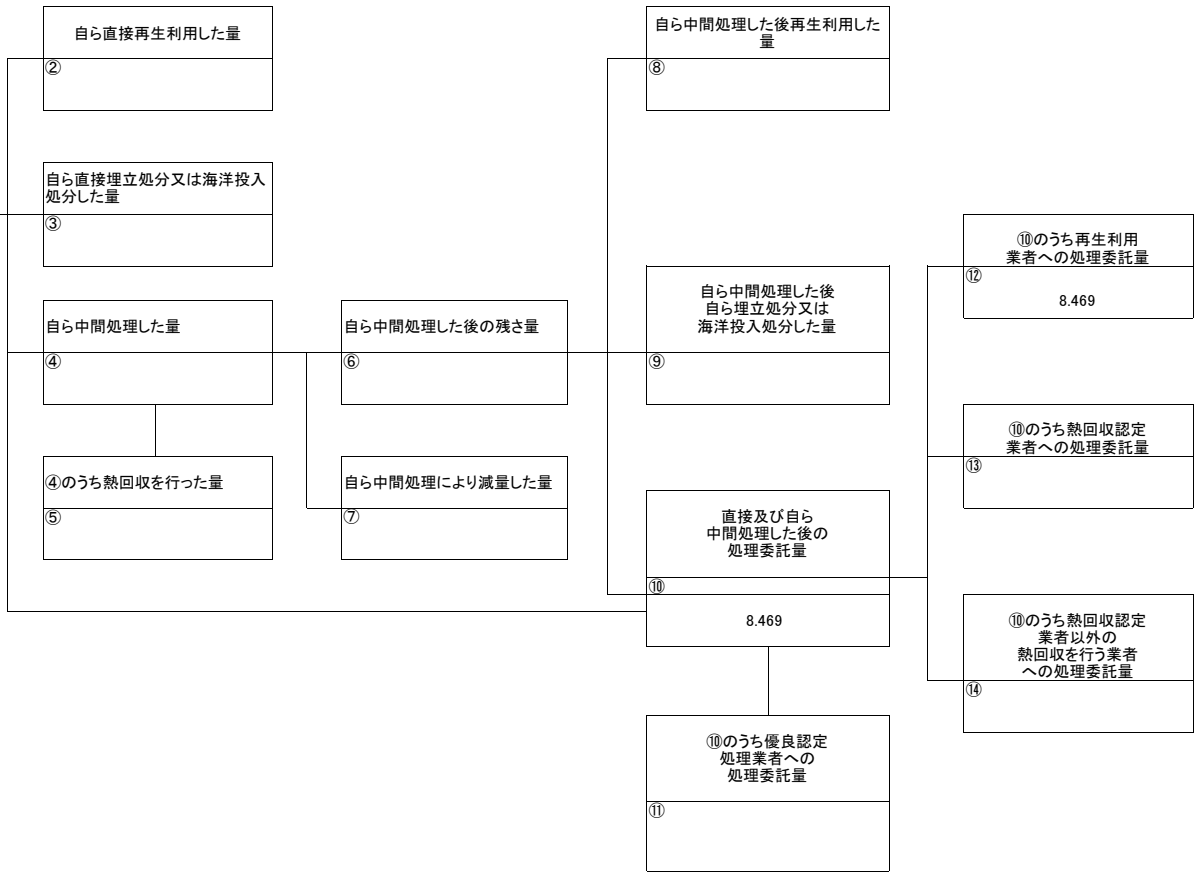 自ら直接再生利用した量
②
自ら直接埋立処分又は海洋投入
処分した量
③
自ら中間処理した量
④
④のうち熱回収を行った量
⑤
自ら中間処理した後の残さ量
⑥
自ら中間処理により減量した量
⑦
自ら中間処理した後再生利用した
量
⑧
自ら中間処理した後
自ら埋立処分又は
海洋投入処分した量
⑨
直接及び自ら
中間処理した後の
処理委託量
⑩
8.469
⑩のうち優良認定
処理業者への
処理委託量
⑪
⑩のうち再生利用
業者への処理委託量
⑫
8.469
⑩のうち熱回収認定
業者への処理委託量
⑬
⑩のうち熱回収認定
業者以外の
熱回収を行う業者
への処理委託量
⑭